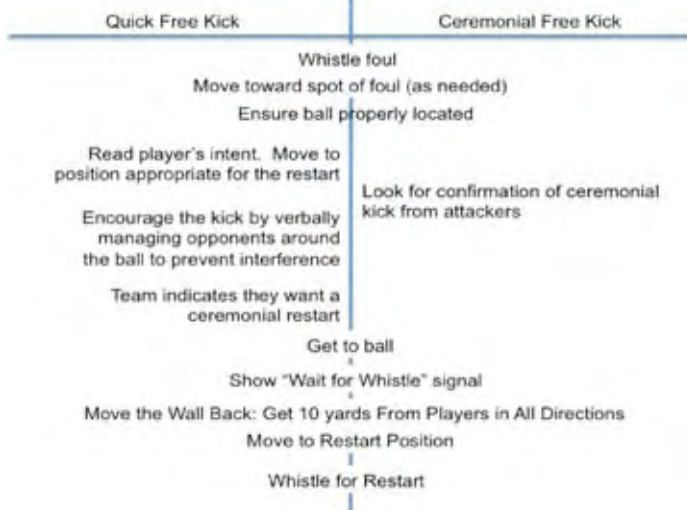 Quick Free Kick
Ceremonial Free Kick
Whistle foul
Move toward spot of foul (as needed)
Ensure ball properly located
Read player's intent. Move to
position appropriate for the restart
Look for confirmation of ceremonial
kick from attackers
Encourage the kick by verbally
managing opponents around
the ball to prevent interference
Team indicates they want a
ceremonial restart
Get to ball
Show "Wait for Whistle" signal
Move the Wall Back: Get 10 yards From Players in All Directions
Move to Restart Position
Whistle for Restart